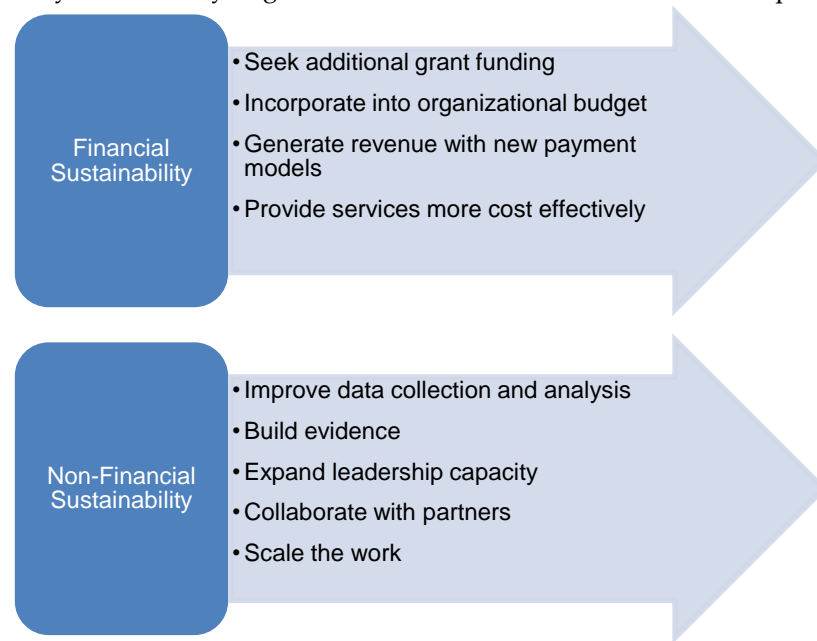 Financial
Sustainability
• Seek additional grant funding
• Incorporate into organizational budget
• Generate revenue with new payment
models
• Provide services more cost effectively
Non-Financial
Sustainability
• Improve data collection and analysis
• Build evidence
• Expand leadership capacity
• Collaborate with partners
• Scale the work